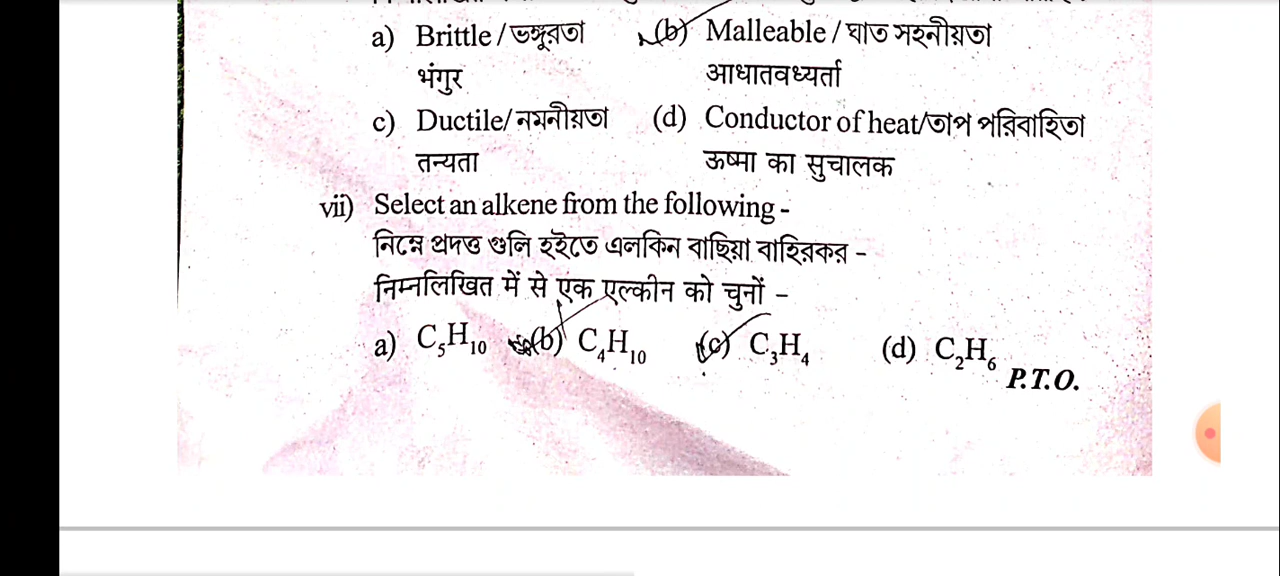 a) Brittle / ভঙ্গুরতা (b) Malleable / ঘাত সহনীয়তা
भंगुर आधातवध्यर्ता
c) Ductile/ নমনীয়তা (d) Conductor of heat/তাপ পরিবাহিতা
तन्यता ऊष्मा का सुचालक
vii) Select an alkene from the following -
নিম্নে প্রদত্ত গুলি হইতে এলকিন বাছিয়া বাহিরকর –
निम्नलिखित में से एक एल्कीन को चुनों –
a) C₅H₁₀ (b) C₄H₁₀ (c) C₃H₄ (d) C₂H₆
P.T.O.